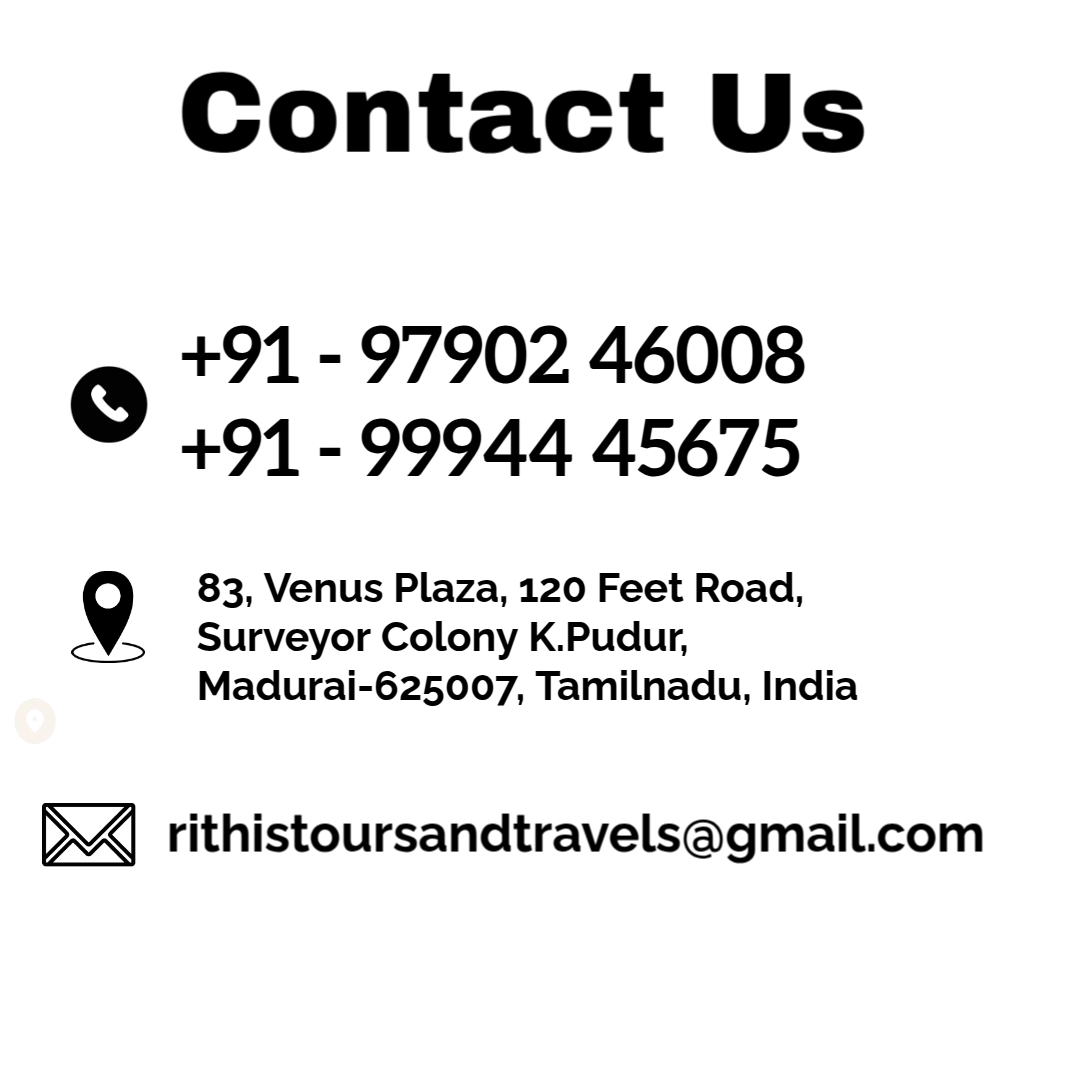 Contact Us
+91 - 97902 46008
+91 - 99944 45675
83, Venus Plaza, 120 Feet Road,
Surveyor Colony K.Pudur,
Madurai-625007, Tamilnadu, India
rithistoursandtravels@gmail.com